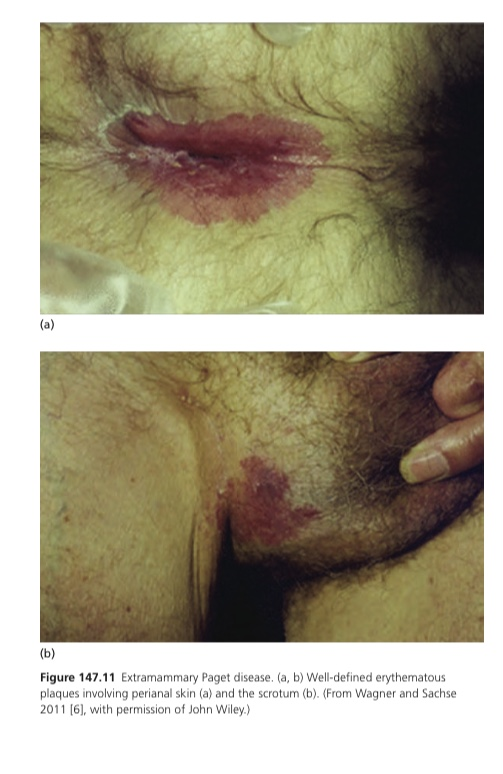 (a)
(b)
Figure 147.11 Extramammary Paget disease. (a, b) Well-defined erythematous
plaques involving perianal skin (a) and the scrotum (b). (From Wagner and Sachse
2011 [6], with permission of John Wiley.)